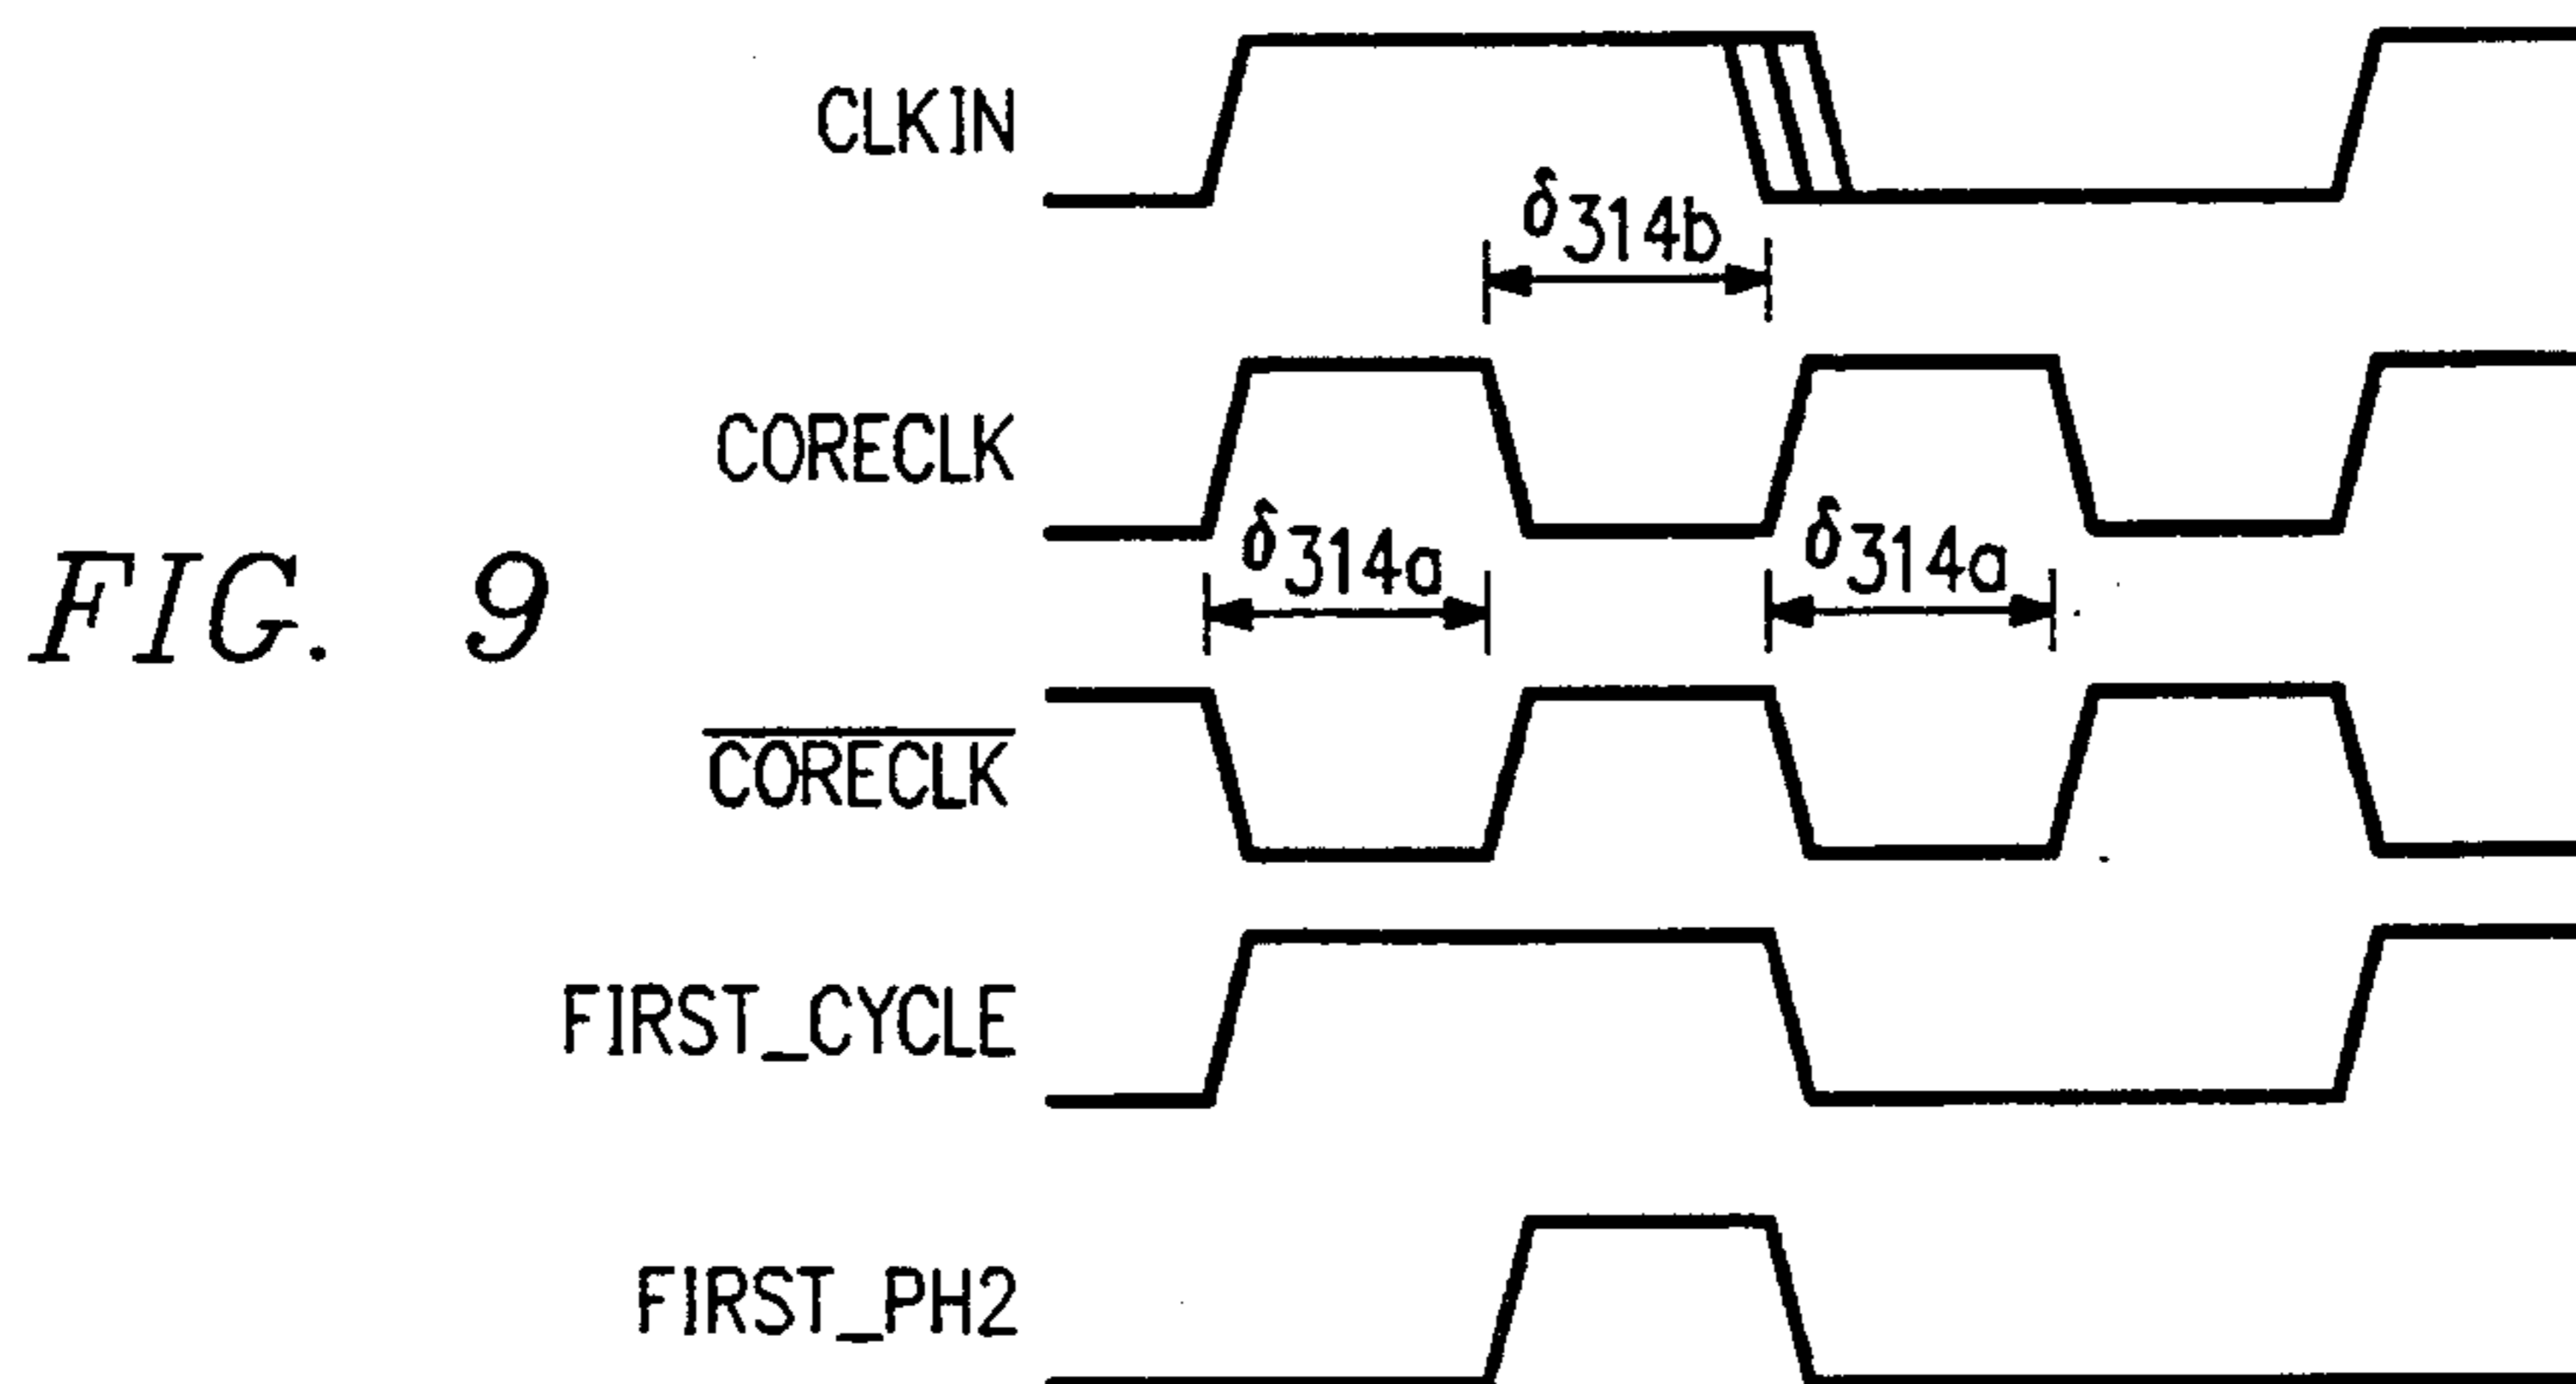 CLKIN
δ314b
CORECLK
δ314a δ314a
FIG. 9
CORECLK
FIRST_CYCLE
FIRST_PH2